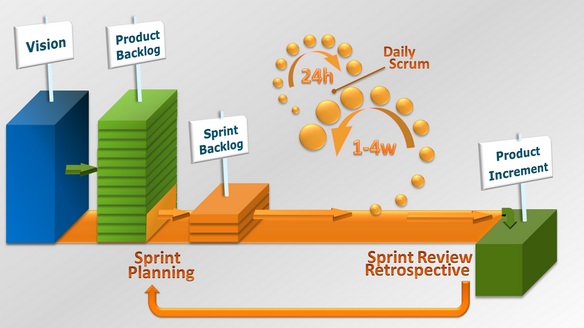 Vision
Product
Backlog
Sprint
Backlog
24h
Daily
Scrum
1-4w
Product
Increment
Sprint
Planning
Sprint Review
Retrospective